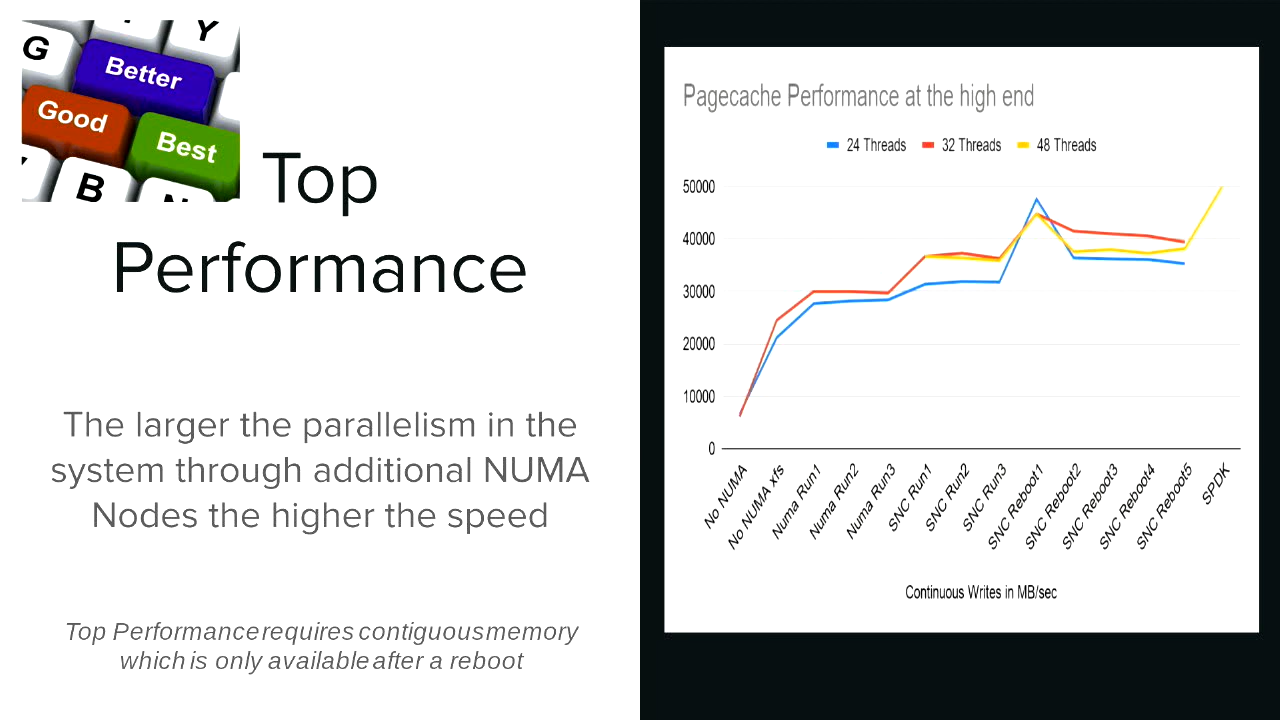 Y
G
Better
Good
Best
B
Top
Performance
The larger the parallelism in the
system through additional NUMA
Nodes the higher the speed
Top Performance requires contiguous memory
which is only available after a reboot
Pagecache Performance at the high end
24 Threads 32 Threads 48 Threads
50000
40000
30000
20000
10000
0
No NUMA
No NUMA xfs
Numa Run1
Numa Run2
Numa Run3
SNC Run1
SNC Run2
SNC Run3
SNC Reboot1
SNC Reboot2
SNC Reboot3
SNC Reboot4
SNC Reboot5
SPDK
Continuous Writes in MB/sec